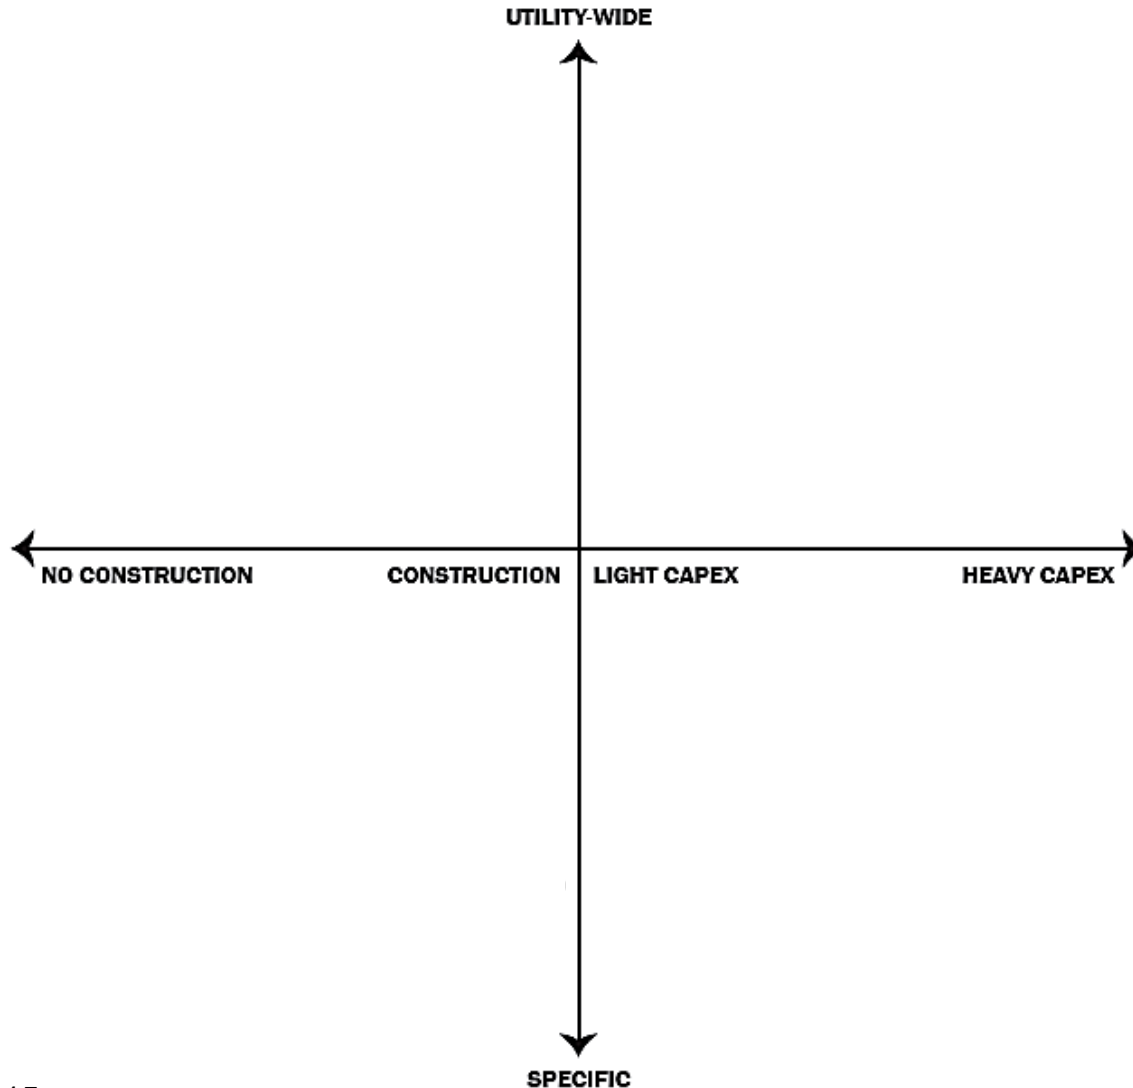 UTILITY-WIDE
NO CONSTRUCTION CONSTRUCTION LIGHT CAPEX HEAVY CAPEX
SPECIFIC